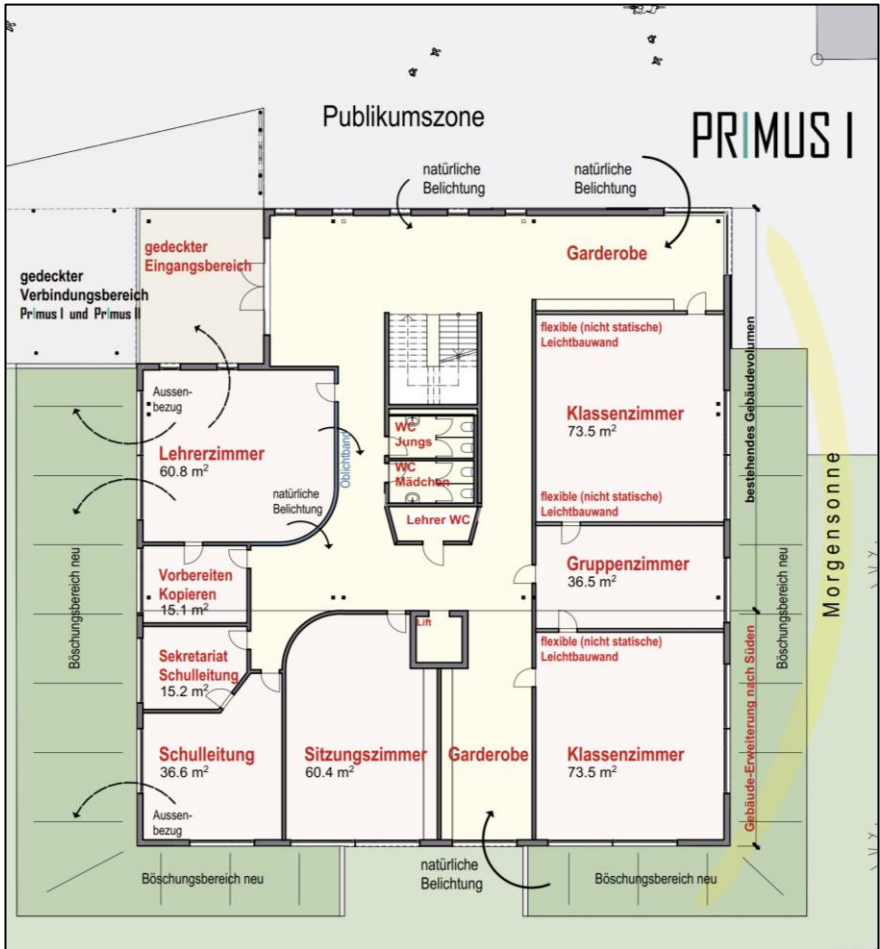 Publikumszone
PRIMUS I
natürliche
Belichtung
natürliche
Belichtung
gedeckter
Eingangsbereich
Garderobe
gedeckter
Verbindungsbereich
PrImus I und PrImus II
flexible (nicht statische)
Leichtbauwand
Aussen-
bezug
Klassenzimmer
73.5 m²
WC
Jungs
Lehrerzimmer
60.8 m²
Oblichtband
WC
Mädchen
bestehendes Gebäudevolumen
Morgensonne
natürliche
Belichtung
flexible (nicht statische)
Leichtbauwand
Lehrer WC
Gruppenzimmer
36.5 m²
Vorbereiten
Kopieren
15.1 m²
Böschungsbereich neu
Böschungsbereich neu
Lift
flexible (nicht statische)
Leichtbauwand
Sekretariat
Schulleitung
15.2 m²
Gebäude-Erweiterung nach Süden
Schulleitung
36.6 m²
Sitzungszimmer
60.4 m²
Garderobe
Klassenzimmer
73.5 m²
Aussen-
bezug
natürliche
Belichtung
Böschungsbereich neu
Böschungsbereich neu